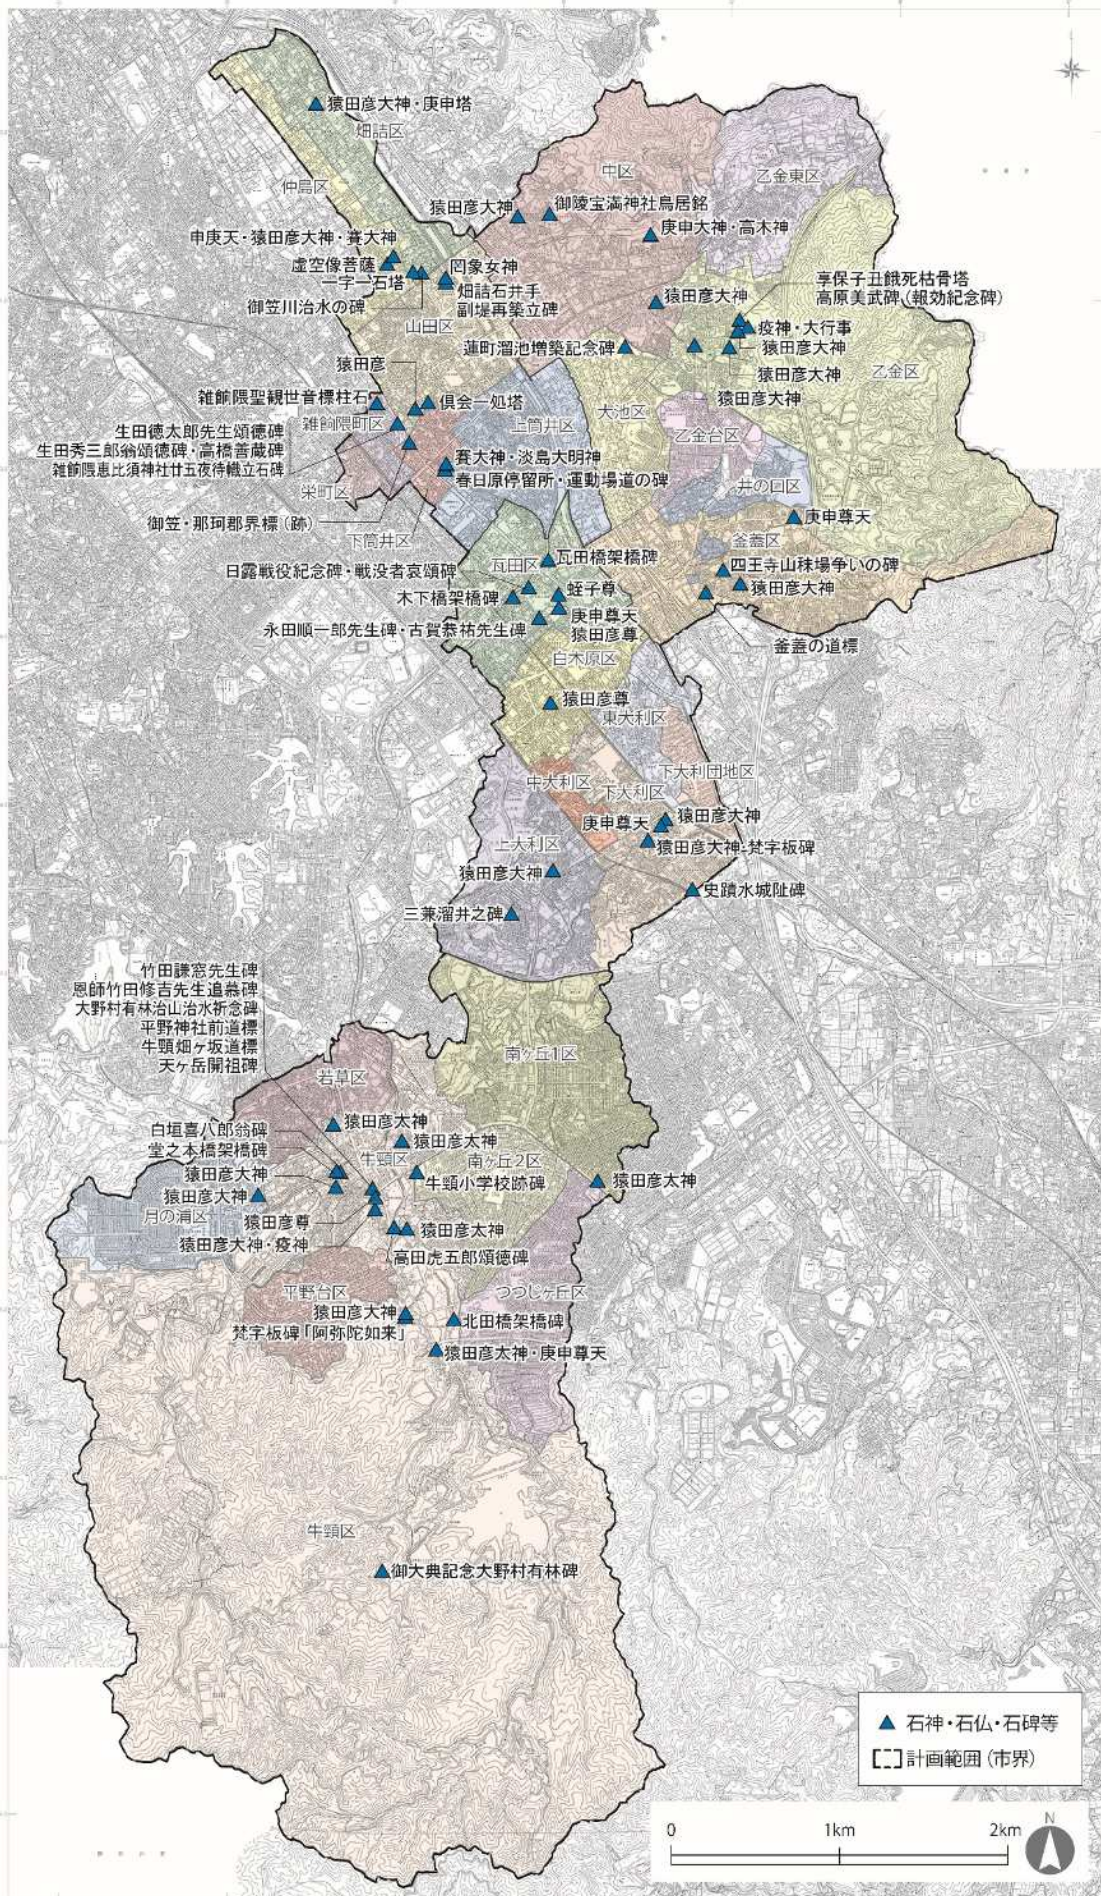 猿田彦大神・庚申塔
畑詰区
仲島区
中区
乙金東区
猿田彦大神
御陵宝満神社鳥居銘
庚申大神・高木神
申庚天・猿田彦大神・賽大神
虚空像菩薩
一字一石塔
御笠川治水の碑
罔象女神
畑詰石井手
副堤再築立碑
山田区
猿田彦大神
享保子丑餓死枯骨塔
高原美武碑(報効紀念碑)
疫神・大行事
猿田彦大神
猿田彦大神
猿田彦大神
蓮町溜池増築記念碑
乙金区
大池区
乙金台区
猿田彦
雑餉隈聖観世音標柱石
倶会一処塔
雑餉隈町区
上筒井区
生田徳太郎先生頌徳碑
生田秀三郎翁頌徳碑・高橋善蔵碑
雑餉隈恵比須神社廿五夜待幟立石碑
賽大神・淡島大明神
春日原停留所・運動場道の碑
栄町区
井の口区
御笠・那珂郡界標(跡)
下筒井区
庚申尊天
釜蓋区
瓦田区
瓦田橋架橋碑
四王寺山秣場争いの碑
日露戦役紀念碑・戦没者哀頌碑
蛭子尊
猿田彦大神
木下橋架橋碑
庚申尊天
永田順一郎先生碑・古賀恭祐先生碑
猿田彦尊
釜蓋の道標
白木原区
猿田彦尊
東大利区
下大利団地区
中大利区
下大利区
庚申尊天
猿田彦大神
猿田彦大神・梵字板碑
上大利区
猿田彦大神
史蹟水城阯碑
三兼溜井之碑
竹田謙窓先生碑
恩師竹田修吉先生追慕碑
大野村有林治山治水祈念碑
平野神社前道標
牛頸畑ヶ坂道標
天ヶ岳開祖碑
南ヶ丘1区
若草区
猿田彦太神
白垣喜八郎翁碑
堂之本橋架橋碑
猿田彦太神
牛頸区
南ヶ丘2区
猿田彦大神
牛頸小学校跡碑
猿田彦太神
猿田彦大神
月の浦区
猿田彦尊
猿田彦太神
猿田彦大神・疫神
高田虎五郎頌徳碑
平野台区
つつじヶ丘区
猿田彦大神
北田橋架橋碑
梵字板碑「阿弥陀如来」
猿田彦太神・庚申尊天
牛頸区
御大典記念大野村有林碑
石神・石仏・石碑等
計画範囲(市界)
0 1km 2km
N